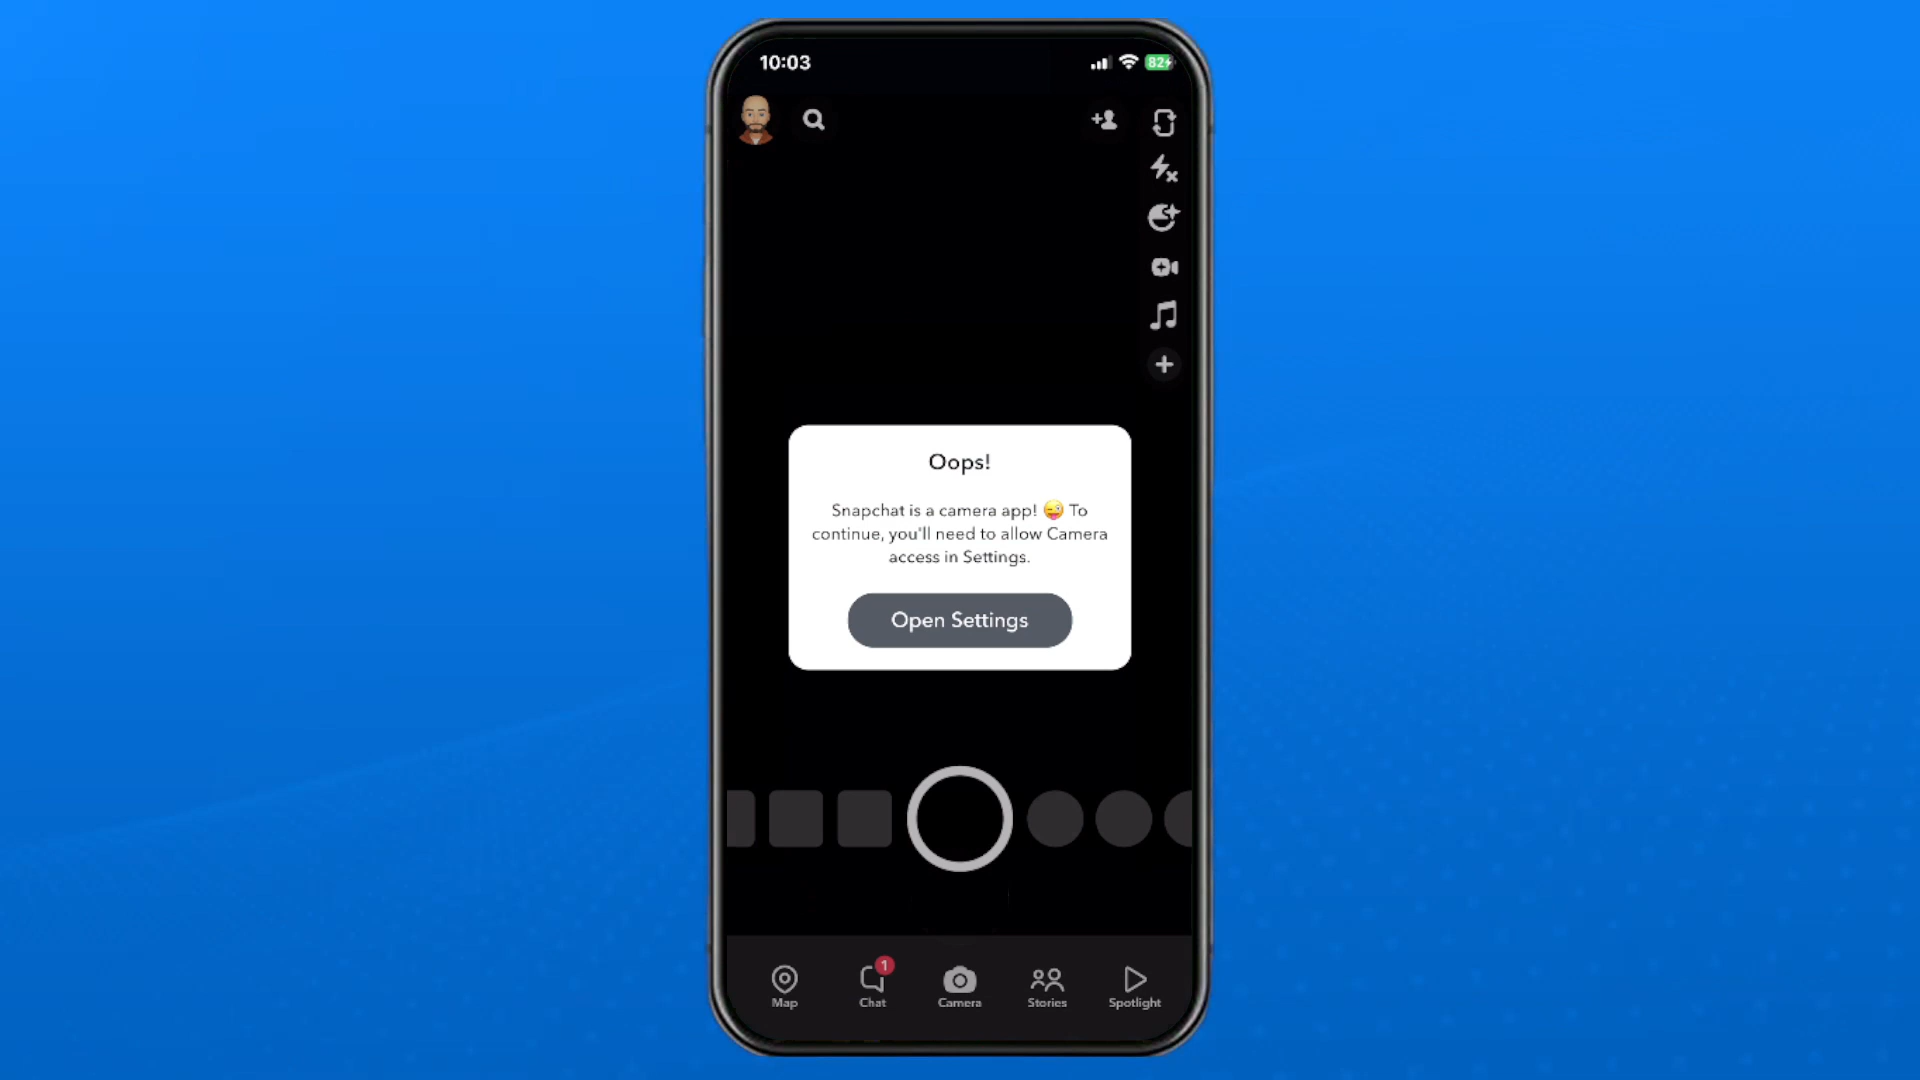 10:03
82
Oops!
Snapchat is a camera app! 😜 To
continue, you'll need to allow Camera
access in Settings.
Open Settings
1
Map
Chat
Camera
Stories
Spotlight